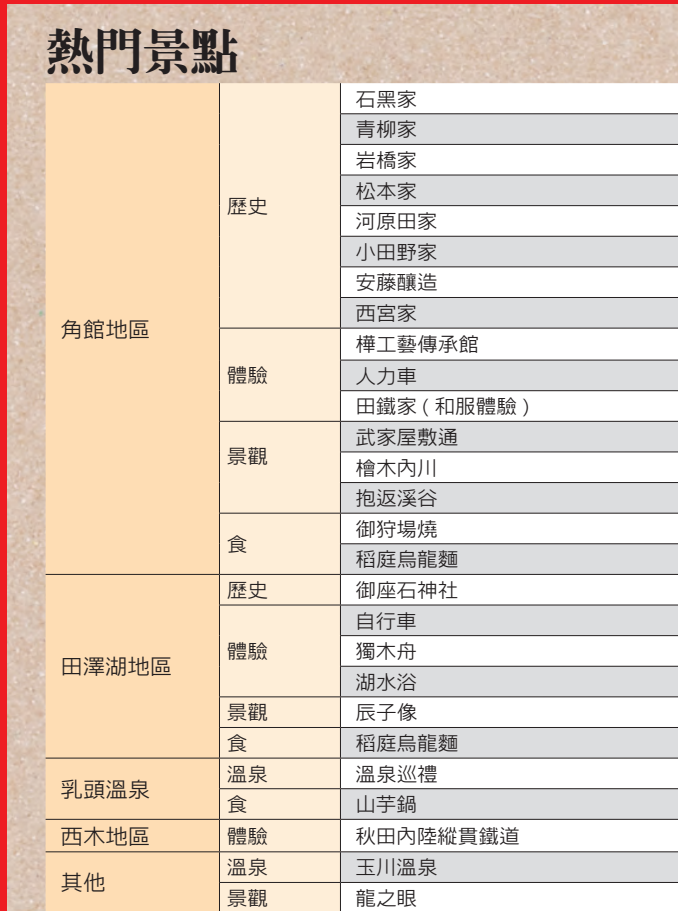 熱門景點
角館地區
歷史
石黑家
青柳家
岩橋家
松本家
河原田家
小田野家
安藤釀造
西宮家
體驗
樺工藝傳承館
人力車
田鐵家 ( 和服體驗 )
景觀
武家屋敷通
檜木內川
抱返溪谷
食
御狩場燒
稻庭烏龍麵
田澤湖地區
歷史
御座石神社
體驗
自行車
獨木舟
湖水浴
景觀
辰子像
食
稻庭烏龍麵
乳頭溫泉
溫泉
溫泉巡禮
食
山芋鍋
西木地區
體驗
秋田內陸縱貫鐵道
其他
溫泉
玉川溫泉
景觀
龍之眼